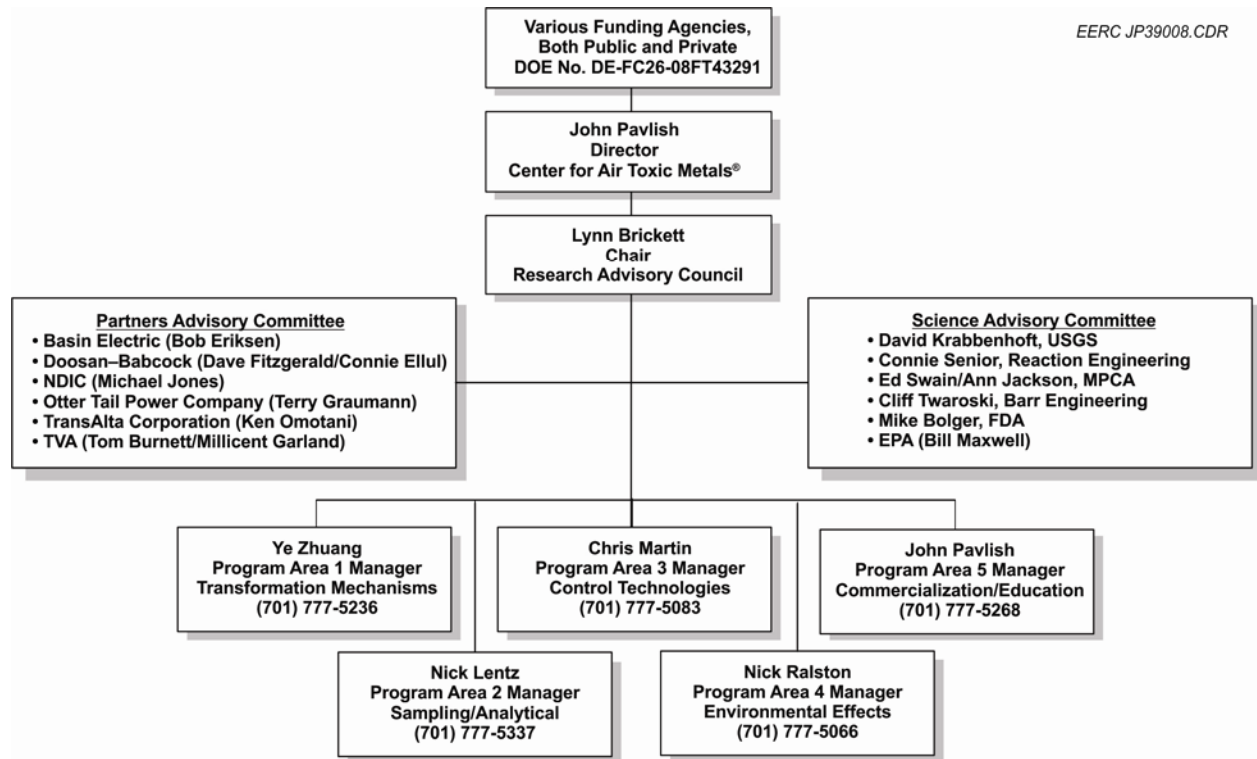 EERC JP39008.CDR
Various Funding Agencies,
Both Public and Private
DOE No. DE-FC26-08FT43291
John Pavlish
Director
Center for Air Toxic Metals®
Lynn Brickett
Chair
Research Advisory Council
Partners Advisory Committee
• Basin Electric (Bob Eriksen)
• Doosan–Babcock (Dave Fitzgerald/Connie Ellul)
• NDIC (Michael Jones)
• Otter Tail Power Company (Terry Graumann)
• TransAlta Corporation (Ken Omotani)
• TVA (Tom Burnett/Millicent Garland)
Science Advisory Committee
• David Krabbenhoft, USGS
• Connie Senior, Reaction Engineering
• Ed Swain/Ann Jackson, MPCA
• Cliff Twaroski, Barr Engineering
• Mike Bolger, FDA
• EPA (Bill Maxwell)
Ye Zhuang
Program Area 1 Manager
Transformation Mechanisms
(701) 777-5236
Chris Martin
Program Area 3 Manager
Control Technologies
(701) 777-5083
John Pavlish
Program Area 5 Manager
Commercialization/Education
(701) 777-5268
Nick Lentz
Program Area 2 Manager
Sampling/Analytical
(701) 777-5337
Nick Ralston
Program Area 4 Manager
Environmental Effects
(701) 777-5066